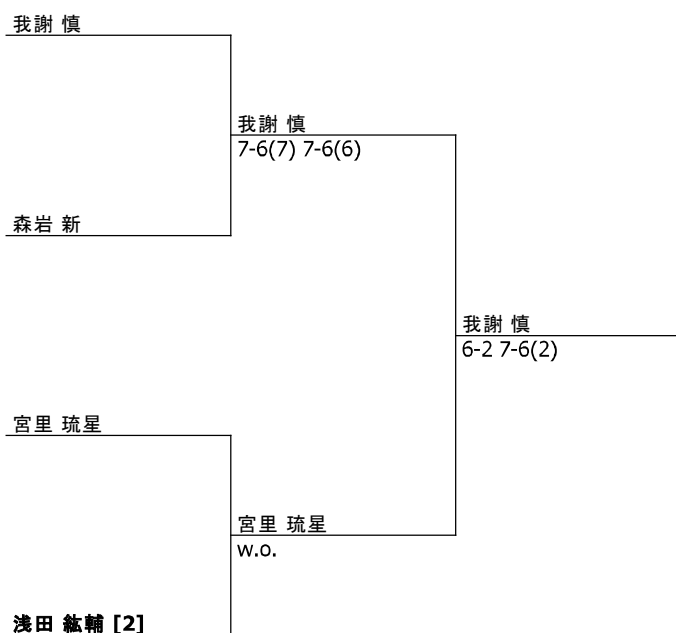 我謝 慎
我謝 慎
7-6(7) 7-6(6)
森岩 新
我謝 慎
6-2 7-6(2)
宮里 琉星
宮里 琉星
w.o.
浅田 紘輔 [2]